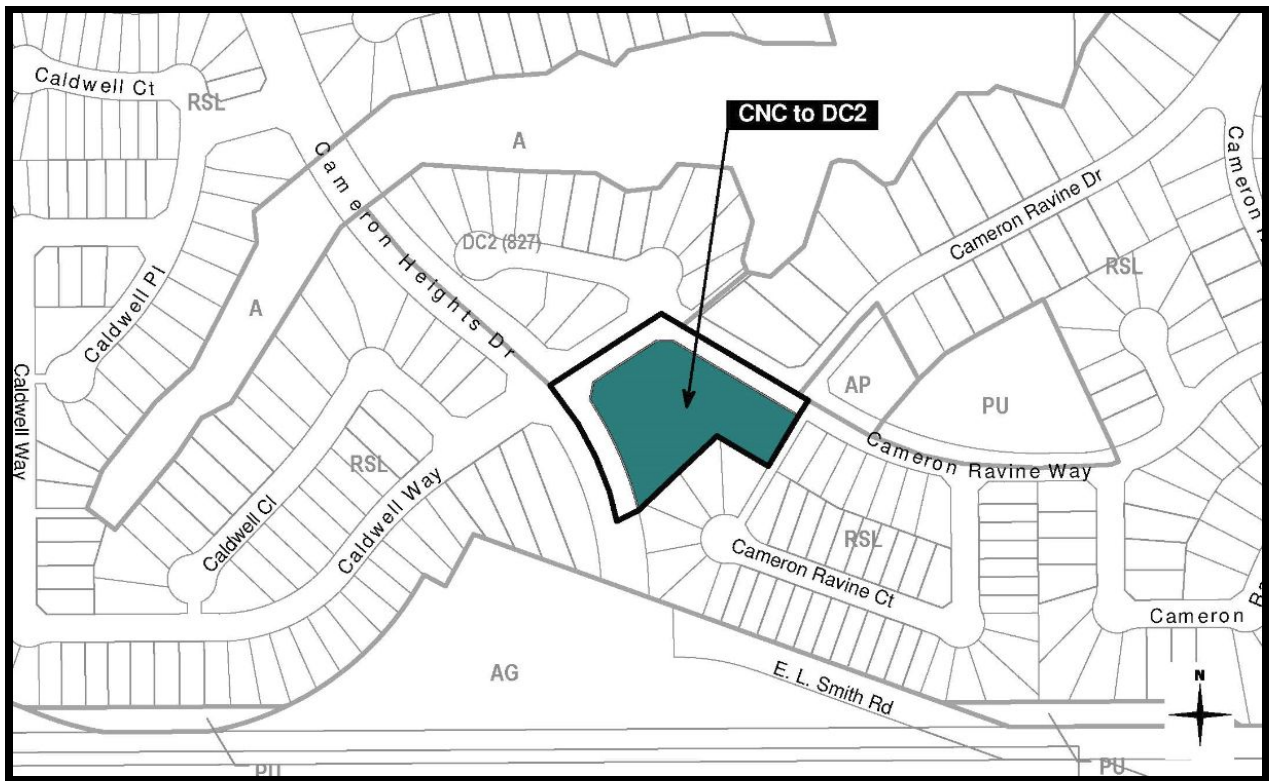 Caldwell Ct
RSL
CNC to DC2
A
Cameron Heights Dr
Cameron Ravine Dr
DC2 (827)
RSL
Caldwell Pl
A
Caldwell Way
AP
PU
Cameron Ravine Way
RSL
Caldwell Cl
Caldwell Way
RSL
Cameron Ravine Ct
Cameron
AG
E. L. Smith Rd
N
PU
PU
Cameron